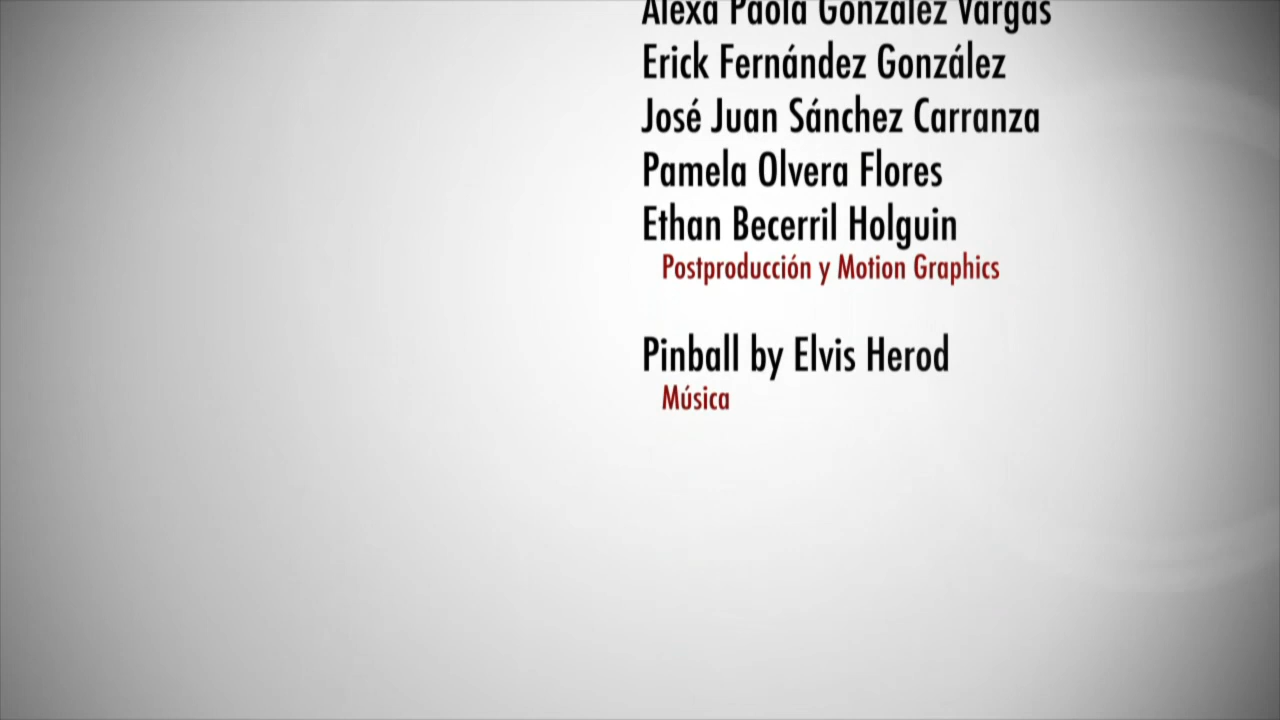 Alexa Paola González Vargas
Erick Fernández González
José Juan Sánchez Carranza
Pamela Olvera Flores
Ethan Becerril Holguin
Postproducción y Motion Graphics
Pinball by Elvis Herod
Música